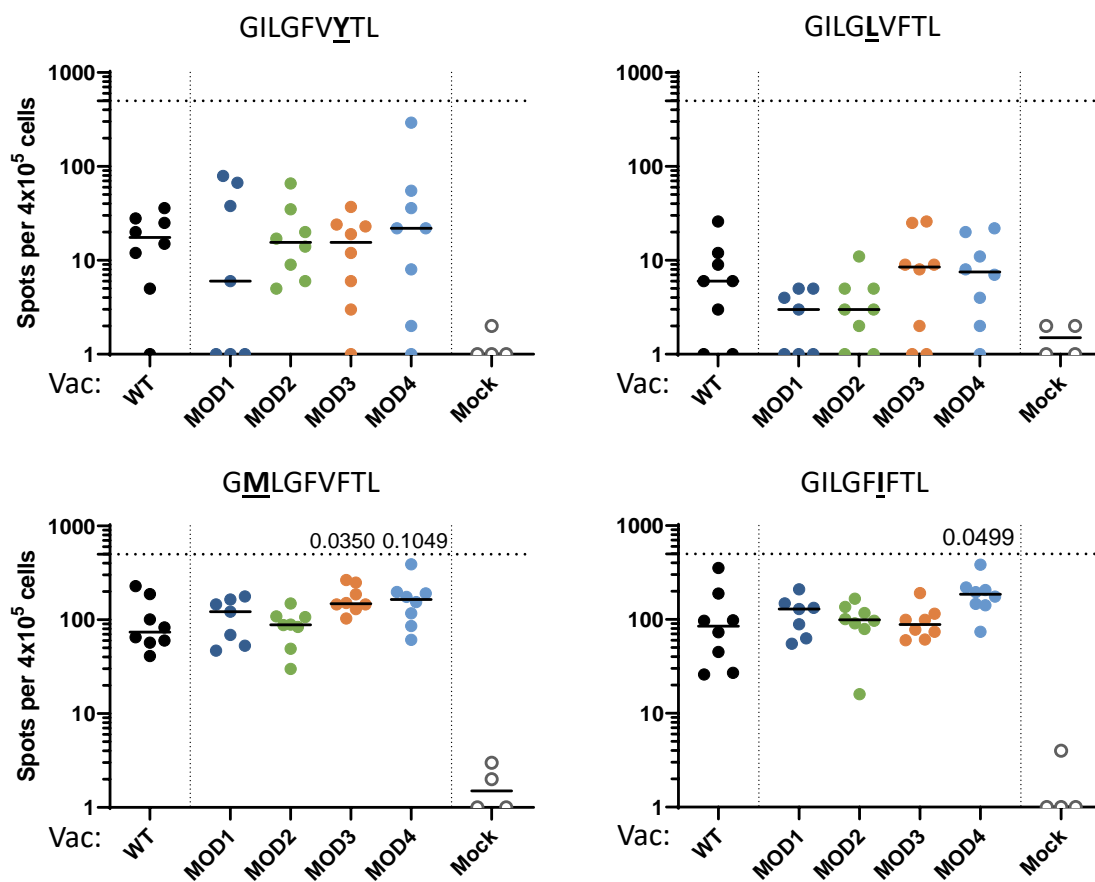 GILGFVYTL
GILGLVFTL
Spots per 4x10⁵ cells
1000
100
10
1
1000
100
10
1
Vac: WT MOD1 MOD2 MOD3 MOD4 Mock
Vac: WT MOD1 MOD2 MOD3 MOD4 Mock
GMLGFVFTL
GILGFIFTL
Spots per 4x10⁵ cells
1000
100
10
1
0.0350 0.1049
1000
100
10
1
0.0499
Vac: WT MOD1 MOD2 MOD3 MOD4 Mock
Vac: WT MOD1 MOD2 MOD3 MOD4 Mock